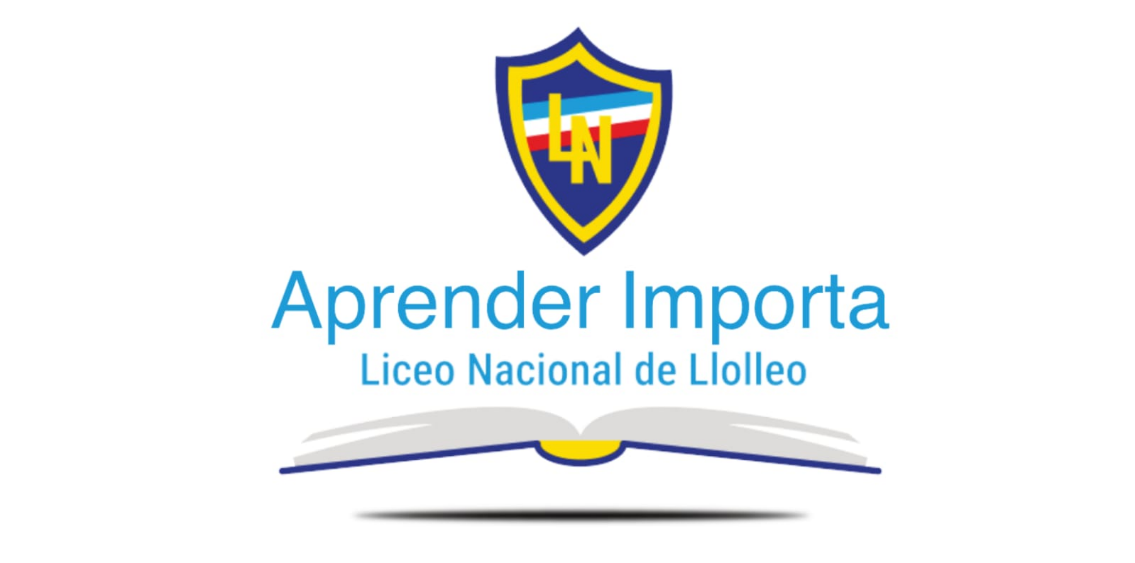 LN
Aprender Importa
Liceo Nacional de Llolleo